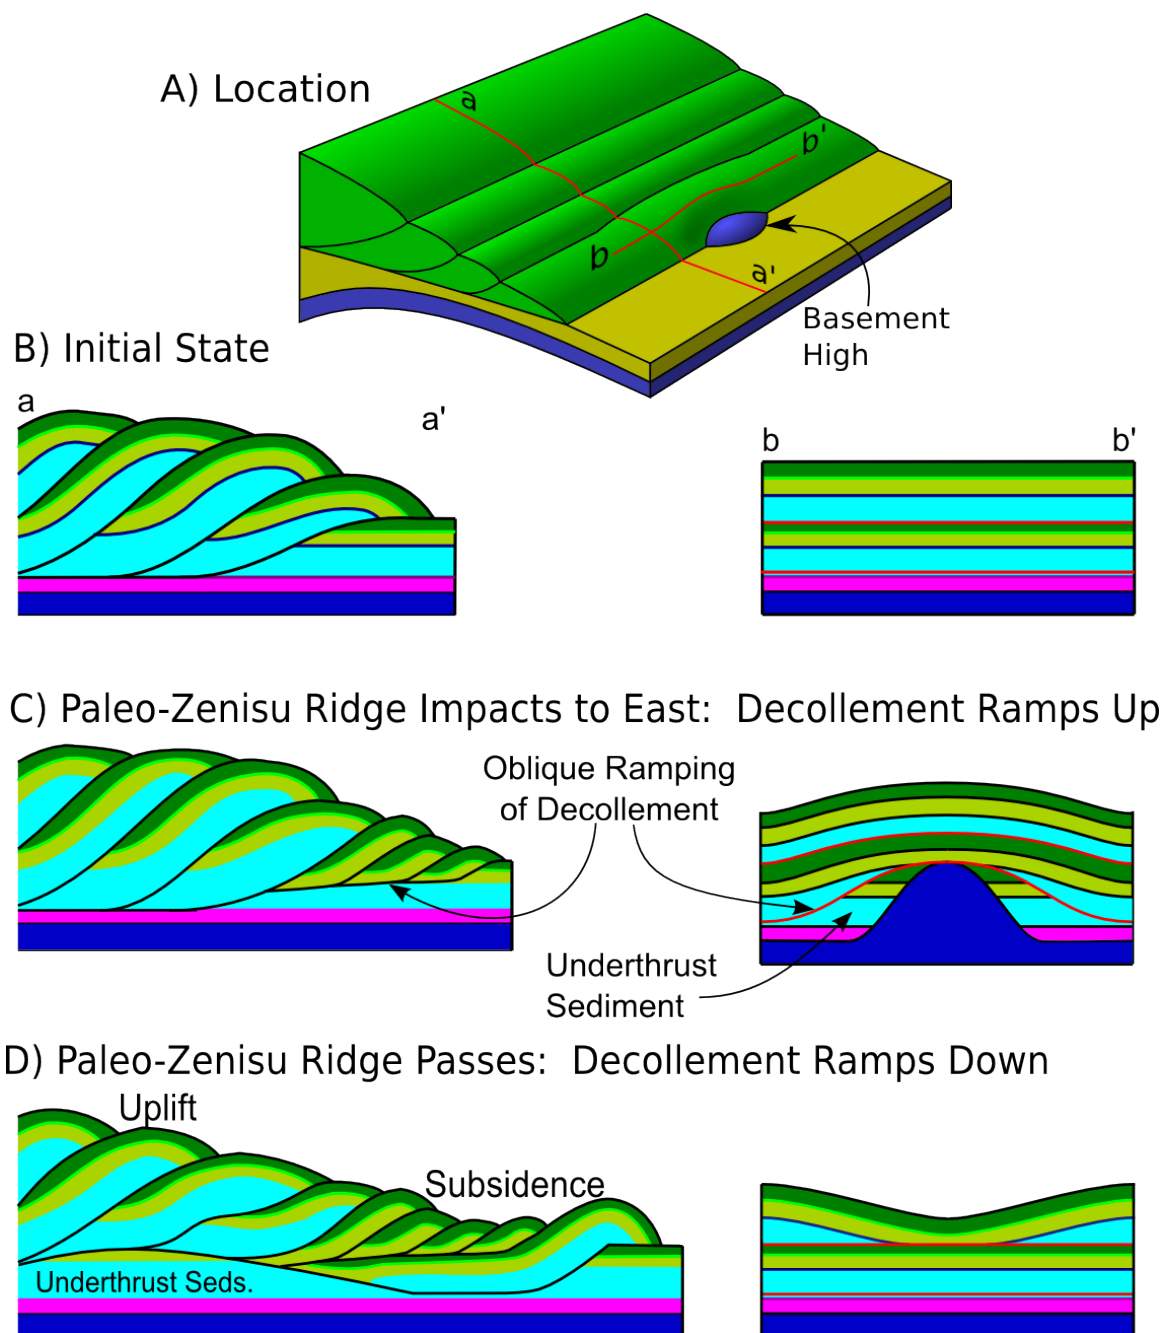 A) Location
a
b'
b
a'
Basement
High
B) Initial State
a
a'
b
b'
C) Paleo-Zenisu Ridge Impacts to East: Decollement Ramps Up
Oblique Ramping
of Decollement
Underthrust
Sediment
D) Paleo-Zenisu Ridge Passes: Decollement Ramps Down
Uplift
Subsidence
Underthrust Seds.